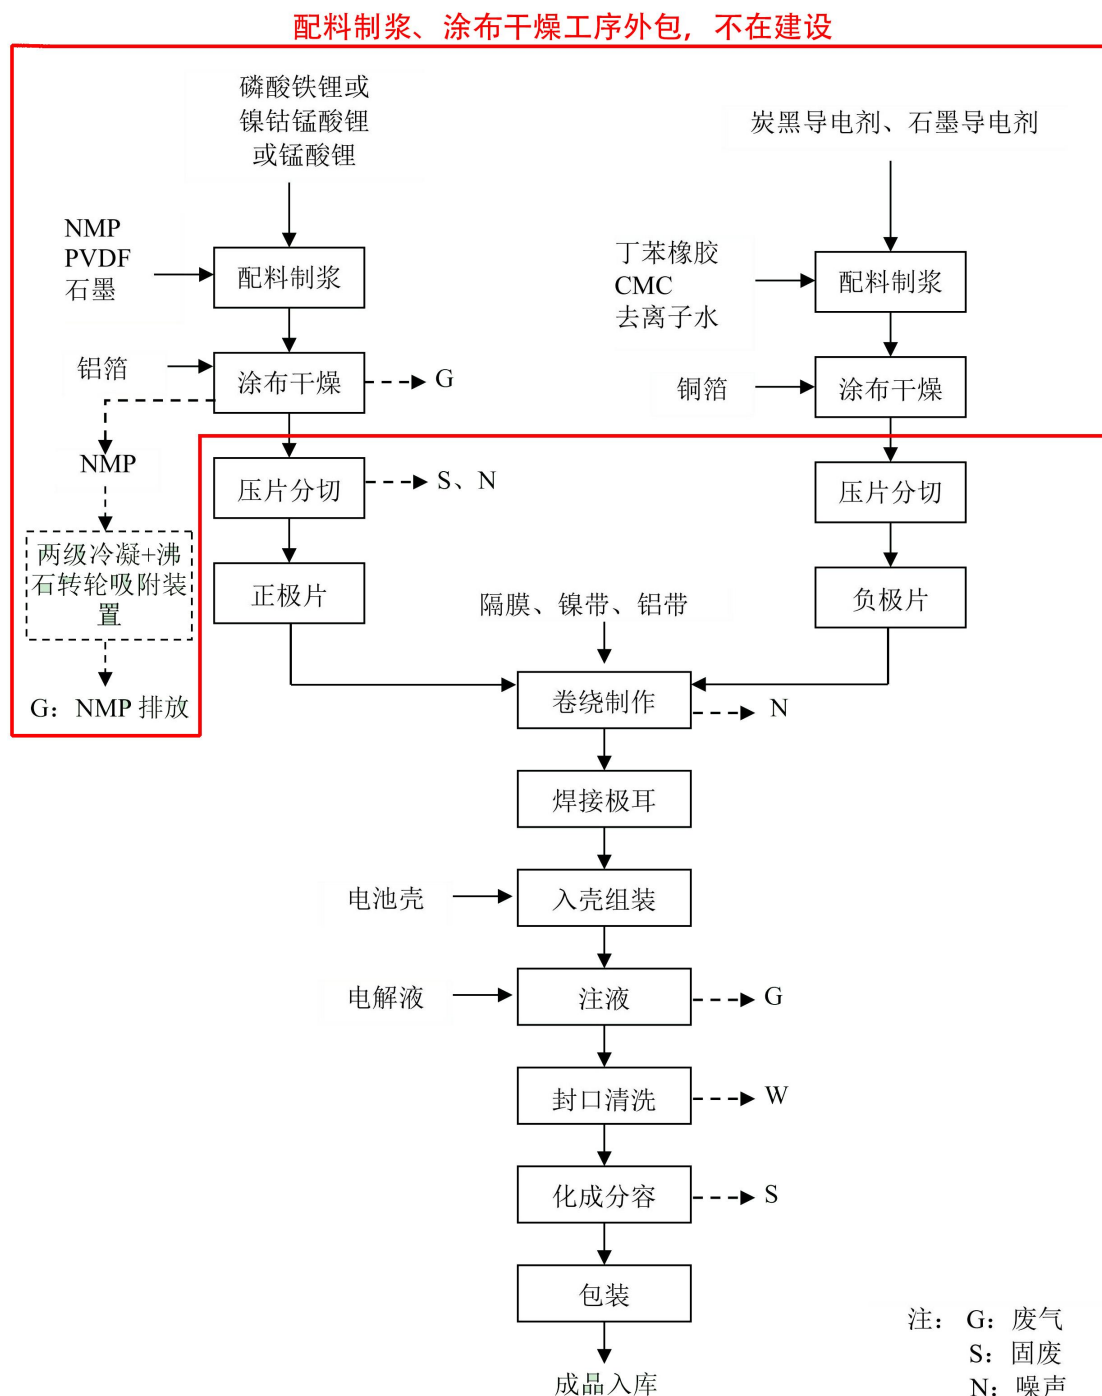 配料制浆、涂布干燥工序外包，不在建设
磷酸铁锂或
镍钴锰酸锂
或锰酸锂
炭黑导电剂、石墨导电剂
NMP
PVDF
石墨
配料制浆
丁苯橡胶
CMC
去离子水
配料制浆
铝箔
涂布干燥
G
铜箔
涂布干燥
NMP
压片分切
S、N
压片分切
两级冷凝+沸
石转轮吸附装
置
正极片
隔膜、镍带、铝带
负极片
G：NMP 排放
卷绕制作
N
焊接极耳
电池壳
入壳组装
电解液
注液
G
封口清洗
W
化成分容
S
包装
成品入库
注： G：废气
S：固废
N：噪声